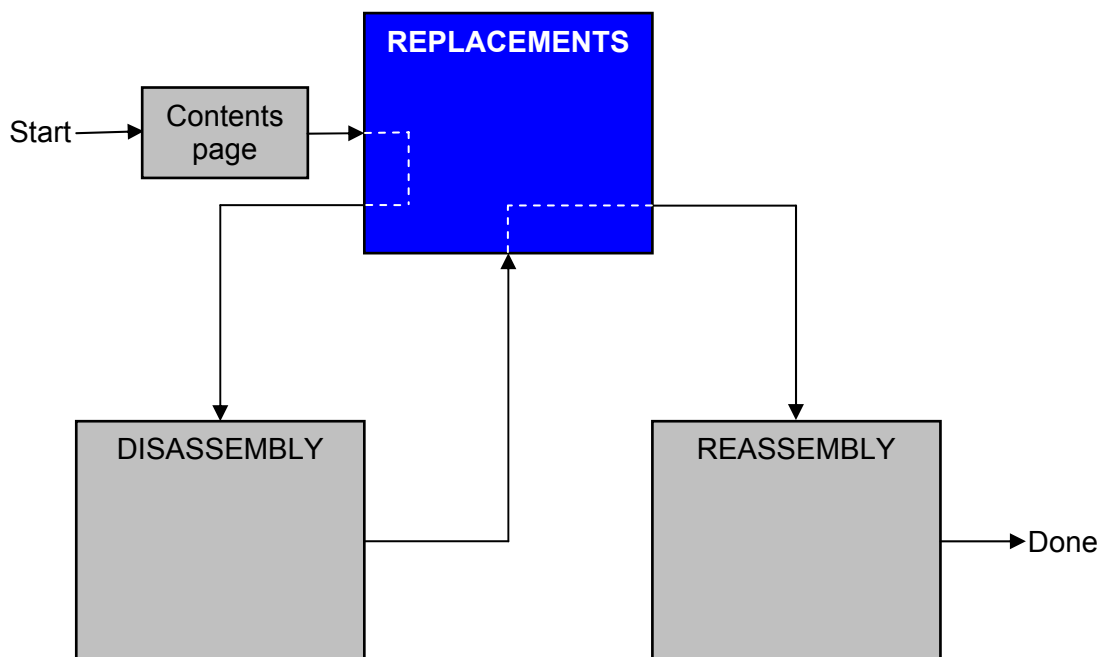 REPLACEMENTS
Start
Contents
page
DISASSEMBLY
REASSEMBLY
Done